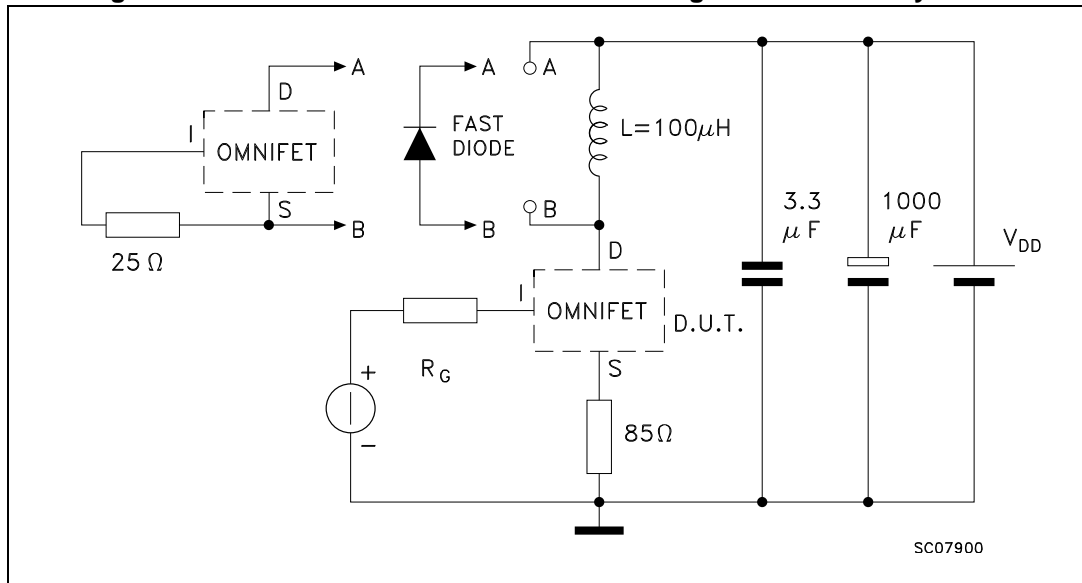 A
D
I
OMNIFET
S
B
25 Ω
A
FAST
DIODE
B
A
L=100μH
B
D
I
OMNIFET
D.U.T.
S
R_G
+
−
85Ω
3.3
μF
1000
μF
V_DD
SC07900